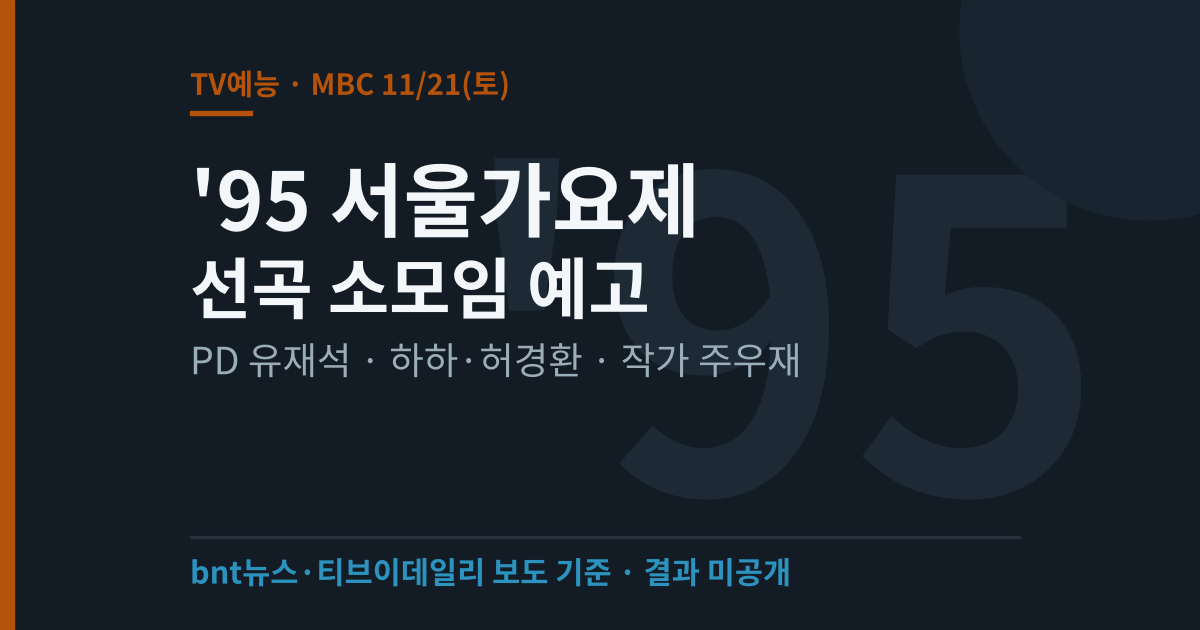 TV예능 · MBC 11/21(토)
'95 서울가요제
선곡 소모임 예고
PD 유재석 · 하하·허경환 · 작가 주우재
'95
bnt뉴스·티브이데일리 보도 기준 · 결과 미공개